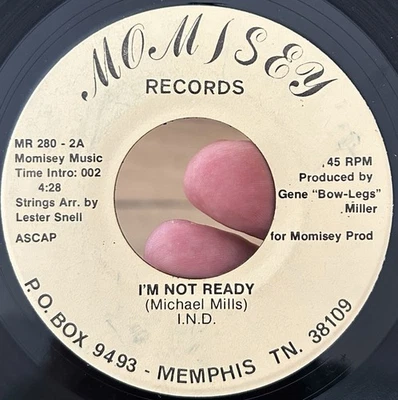 MOMISEY
RECORDS
MR 280 - 2A
Momisey Music
Time Intro: 002
4:28
Strings Arr. by
Lester Snell
ASCAP
.45 RPM
Produced by
Gene "Bow-Legs"
Miller
for Momisey Prod
I'M NOT READY
(Michael Mills)
I.N.D.
P.O. BOX 9493 - MEMPHIS TN. 38109